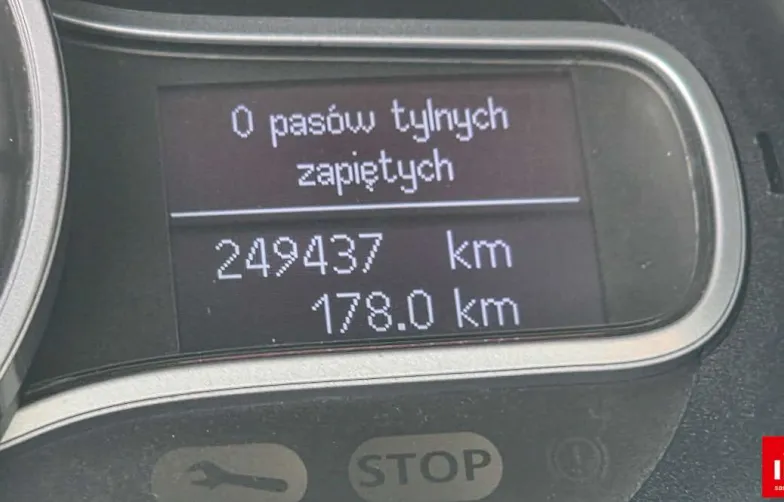 0 pasów tylnych
zapiętych
249437 km
178.0 km
STOP